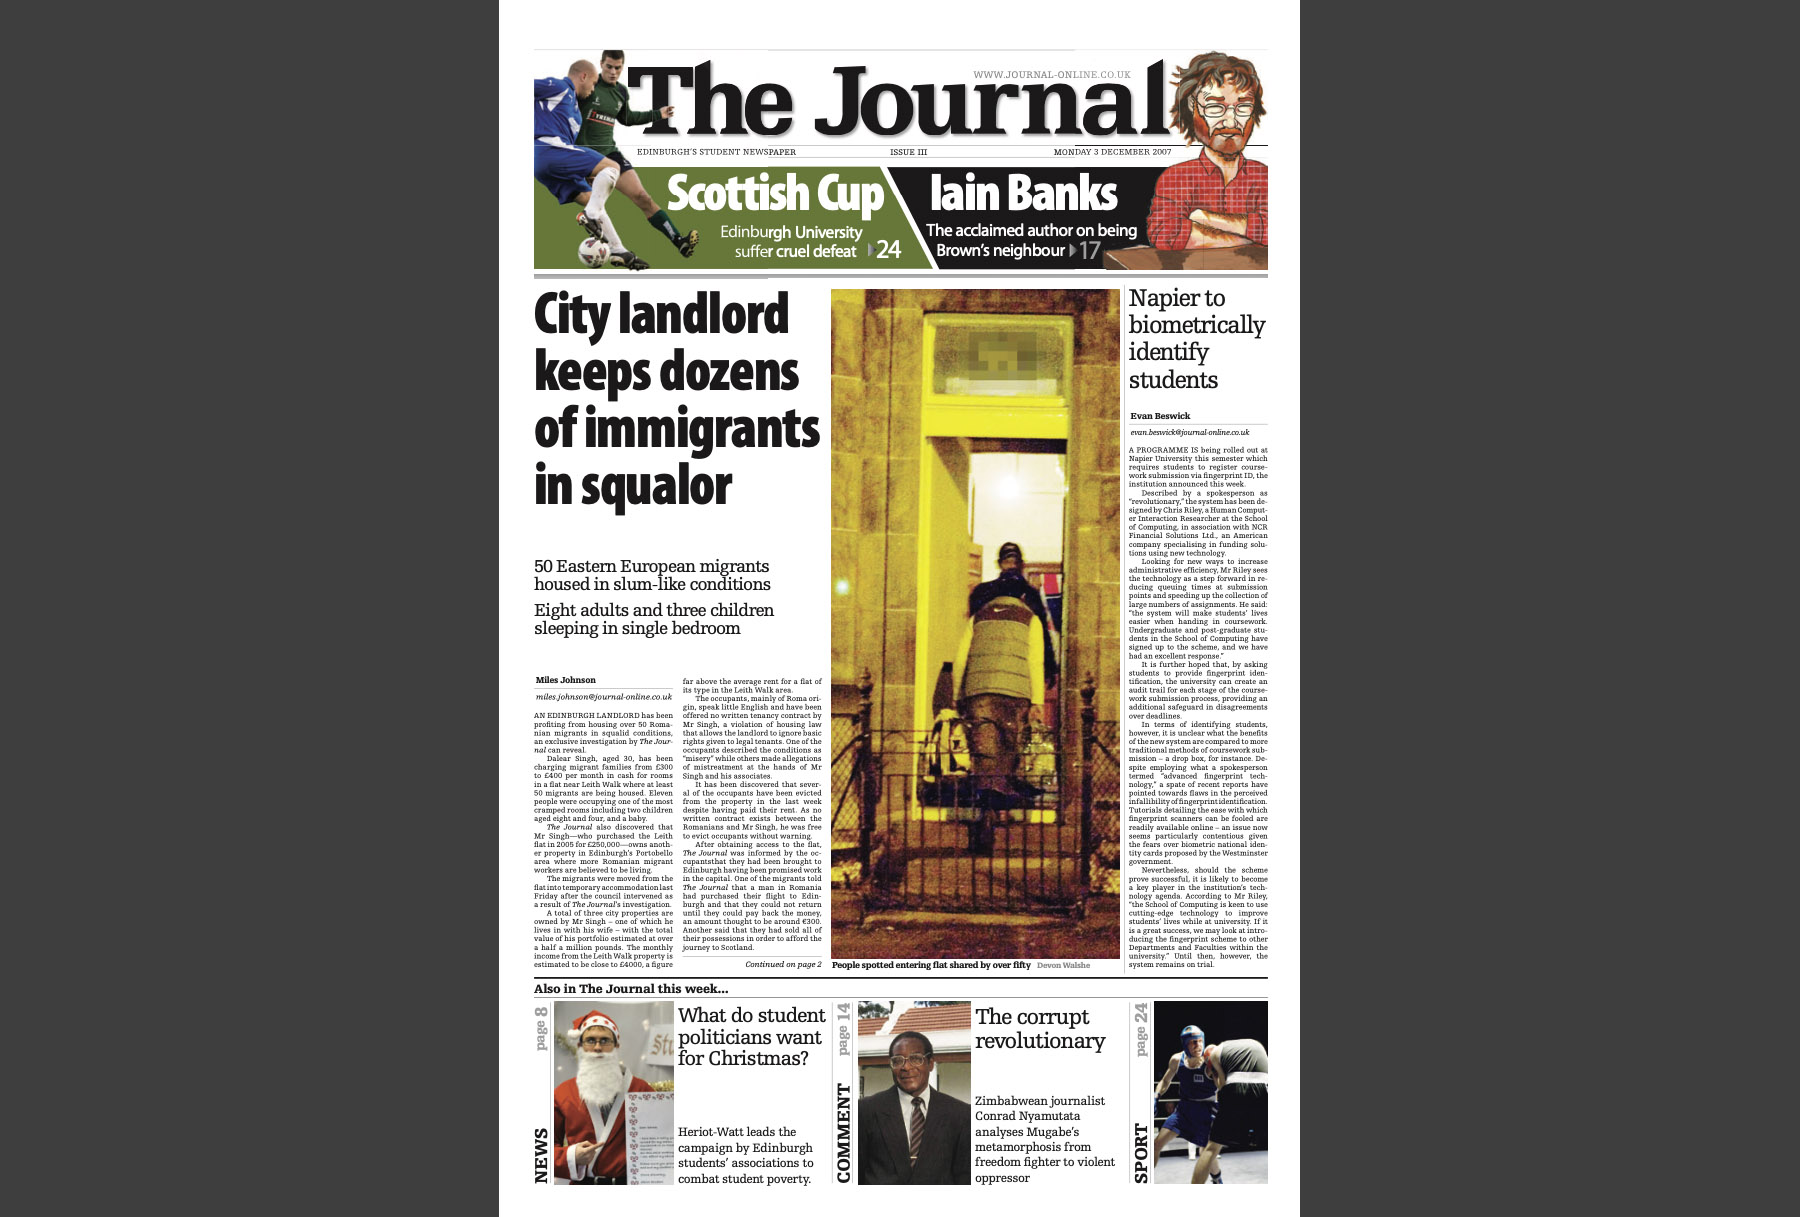 WWW.JOURNAL-ONLINE.CO.UK
The Journal
EDINBURGH'S STUDENT NEWSPAPER
ISSUE III
MONDAY 3 DECEMBER 2007
Scottish Cup
Edinburgh University
suffer cruel defeat 24
Iain Banks
The acclaimed author on being
Brown's neighbour 17
City landlord
keeps dozens
of immigrants
in squalor
50 Eastern European migrants
housed in slum-like conditions
Eight adults and three children
sleeping in single bedroom
Miles Johnson
miles.johnson@journal-online.co.uk
AN EDINBURGH LANDLORD has been
profiting from housing over 50 Roma-
nian migrants in squalid conditions,
an exclusive investigation by The Jour-
nal can reveal.
Dalear Singh, aged 30, has been
charging migrant families from £300
to £400 per month in cash for rooms
in a flat near Leith Walk where at least
50 migrants are being housed. Eleven
people were occupying one of the most
cramped rooms including two children
aged eight and four, and a baby.
The Journal also discovered that
Mr Singh—who purchased the Leith
flat in 2005 for £250,000—owns anoth-
er property in Edinburgh's Portobello
area where more Romanian migrant
workers are believed to be living.
The migrants were moved from the
flat into temporary accommodation last
Friday after the council intervened as
a result of The Journal's investigation.
A total of three city properties are
owned by Mr Singh – one of which he
lives in with his wife – with the total
value of his portfolio estimated at over
a half a million pounds. The monthly
income from the Leith Walk property is
estimated to be close to £4000, a figure
far above the average rent for a flat of
its type in the Leith Walk area.
The occupants, mainly of Roma ori-
gin, speak little English and have been
offered no written tenancy contract by
Mr Singh, a violation of housing law
that allows the landlord to ignore basic
rights given to legal tenants. One of the
occupants described the conditions as
"misery" while others made allegations
of mistreatment at the hands of Mr
Singh and his associates.
It has been discovered that sever-
al of the occupants have been evicted
from the property in the last week
despite having paid their rent. As no
written contract exists between the
Romanians and Mr Singh, he was free
to evict occupants without warning.
After obtaining access to the flat,
The Journal was informed by the oc-
cupantsthat they had been brought to
Edinburgh having been promised work
in the capital. One of the migrants told
The Journal that a man in Romania
had purchased their flight to Edin-
burgh and that they could not return
until they could pay back the money,
an amount thought to be around €300.
Another said that they had sold all of
their possessions in order to afford the
journey to Scotland.
Continued on page 2
People spotted entering flat shared by over fifty Devon Walshe
Napier to
biometrically
identify
students
Evan Beswick
evan.beswick@journal-online.co.uk
A PROGRAMME IS being rolled out at
Napier University this semester which
requires students to register course-
work submission via fingerprint ID, the
institution announced this week.
Described by a spokesperson as
"revolutionary," the system has been de-
signed by Chris Riley, a Human Comput-
er Interaction Researcher at the School
of Computing, in association with NCR
Financial Solutions Ltd., an American
company specialising in funding solu-
tions using new technology.
Looking for new ways to increase
administrative efficiency, Mr Riley sees
the technology as a step forward in re-
ducing queuing times at submission
points and speeding up the collection of
large numbers of assignments. He said:
"the system will make students' lives
easier when handing in coursework.
Undergraduate and post-graduate stu-
dents in the School of Computing have
signed up to the scheme, and we have
had an excellent response."
It is further hoped that, by asking
students to provide fingerprint iden-
tification, the university can create an
audit trail for each stage of the course-
work submission process, providing an
additional safeguard in disagreements
over deadlines.
In terms of identifying students,
however, it is unclear what the benefits
of the new system are compared to more
traditional methods of coursework sub-
mission – a drop box, for instance. De-
spite employing what a spokesperson
termed "advanced fingerprint tech-
nology," a spate of recent reports have
pointed towards flaws in the perceived
infallibility of fingerprint identification.
Tutorials detailing the ease with which
fingerprint scanners can be fooled are
readily available online – an issue now
seems particularly contentious given
the fears over biometric national iden-
tity cards proposed by the Westminster
government.
Nevertheless, should the scheme
prove successful, it is likely to become
a key player in the institution's tech-
nology agenda. According to Mr Riley,
"the School of Computing is keen to use
cutting-edge technology to improve
students' lives while at university. If it
is a great success, we may look at intro-
ducing the fingerprint scheme to other
Departments and Faculties within the
university." Until then, however, the
system remains on trial.
Also in The Journal this week...
NEWS page 8
What do student
politicians want
for Christmas?
Heriot-Watt leads the
campaign by Edinburgh
students' associations to
combat student poverty.
COMMENT page 14
The corrupt
revolutionary
Zimbabwean journalist
Conrad Nyamutata
analyses Mugabe's
metamorphosis from
freedom fighter to violent
oppressor
SPORT page 24